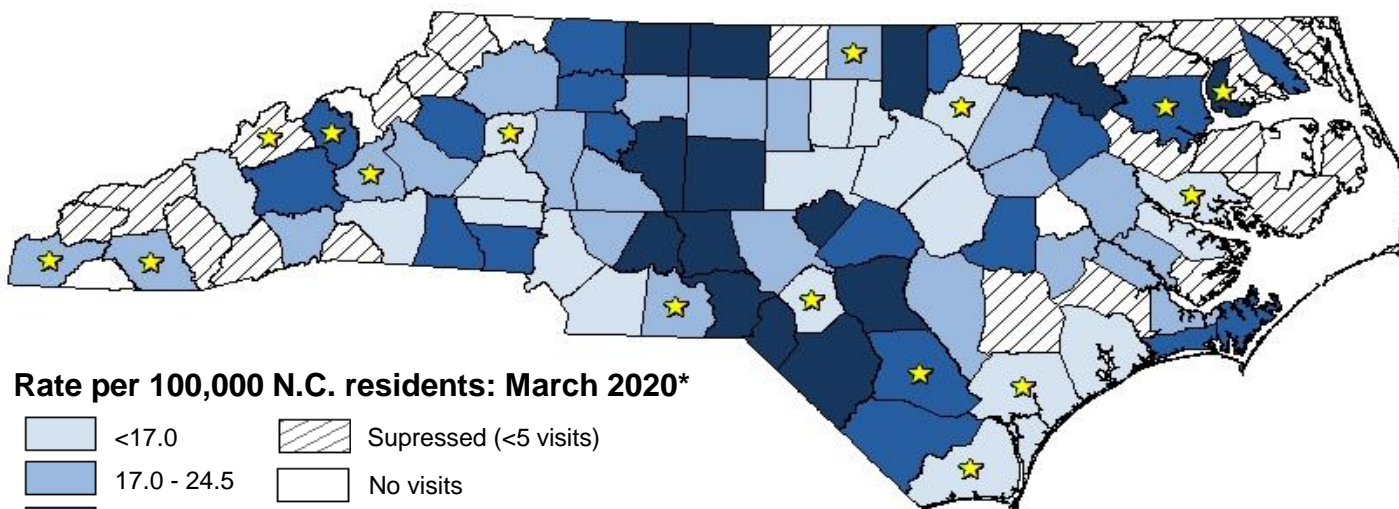 Rate per 100,000 N.C. residents: March 2020*
<17.0
Supressed (<5 visits)
17.0 - 24.5
No visits